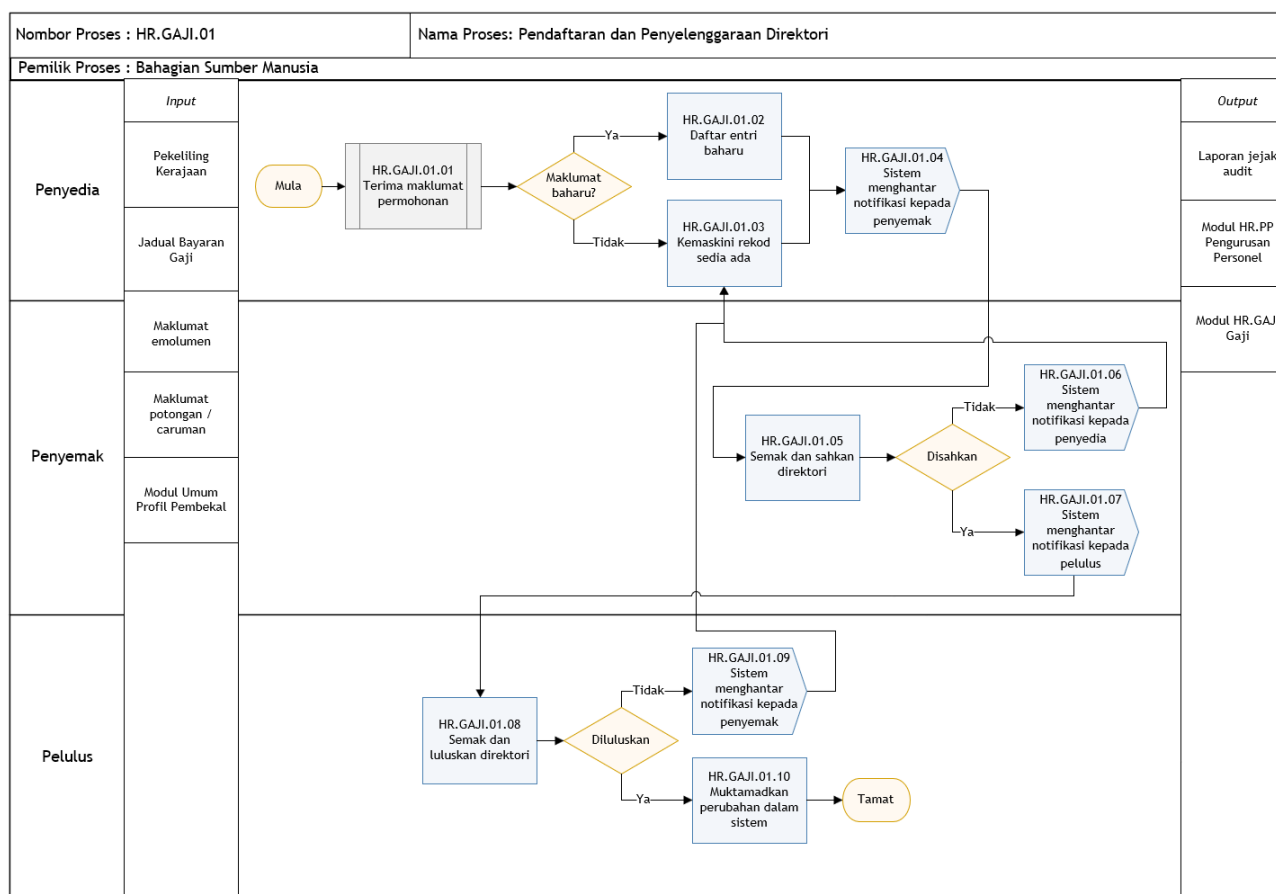 Nombor Proses : HR.GAJI.01
Nama Proses: Pendaftaran dan Penyelenggaraan Direktori
Pemilik Proses : Bahagian Sumber Manusia
Penyedia
Input
Pekeliling
Kerajaan
Jadual Bayaran
Gaji
Maklumat
emolumen
Maklumat
potongan /
caruman
Modul Umum
Profil Pembekal
Mula
HR.GAJI.01.01
Terima maklumat
permohonan
Maklumat
baharu?
Ya
Tidak
HR.GAJI.01.02
Daftar entri
baharu
HR.GAJI.01.03
Kemaskini rekod
sedia ada
HR.GAJI.01.04
Sistem
menghantar
notifikasi kepada
penyemak
Penyemak
HR.GAJI.01.05
Semak dan sahkan
direktori
Disahkan
Tidak
Ya
HR.GAJI.01.06
Sistem
menghantar
notifikasi kepada
penyedia
HR.GAJI.01.07
Sistem
menghantar
notifikasi kepada
pelulus
Pelulus
HR.GAJI.01.08
Semak dan
luluskan direktori
Diluluskan
Tidak
Ya
HR.GAJI.01.09
Sistem
menghantar
notifikasi kepada
penyemak
HR.GAJI.01.10
Muktamadkan
perubahan dalam
sistem
Tamat
Output
Laporan jejak
audit
Modul HR.PP
Pengurusan
Personel
Modul HR.GAJ
Gaji